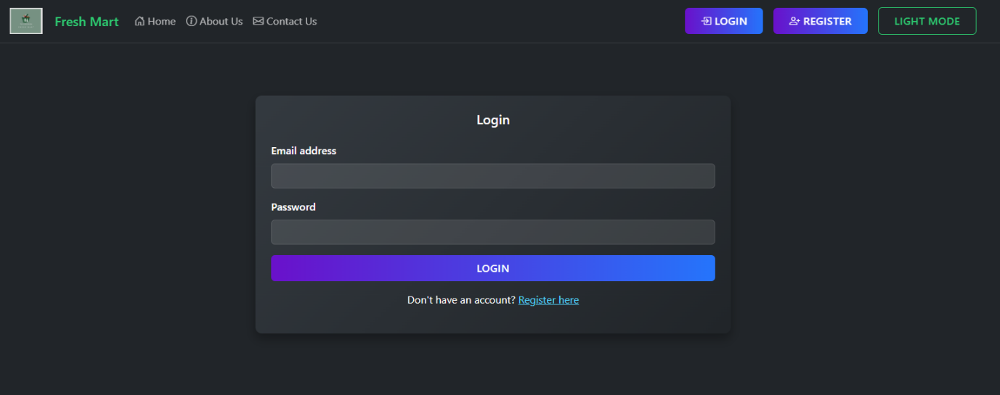 Fresh Mart Home About Us Contact Us LOGIN REGISTER LIGHT MODE
Login
Email address
Password
LOGIN
Don't have an account? Register here